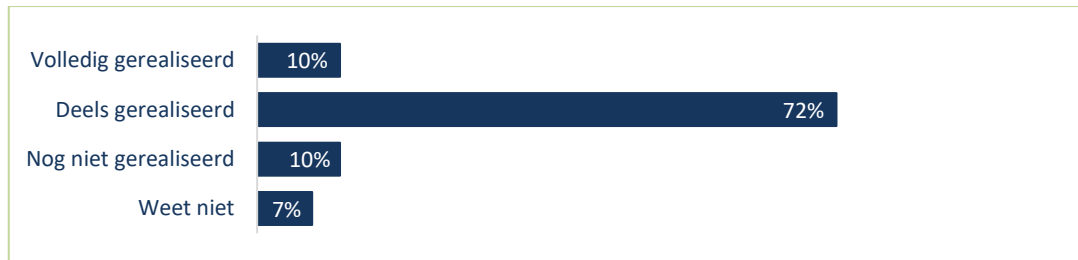 Volledig gerealiseerd 10%
Deels gerealiseerd 72%
Nog niet gerealiseerd 10%
Weet niet 7%